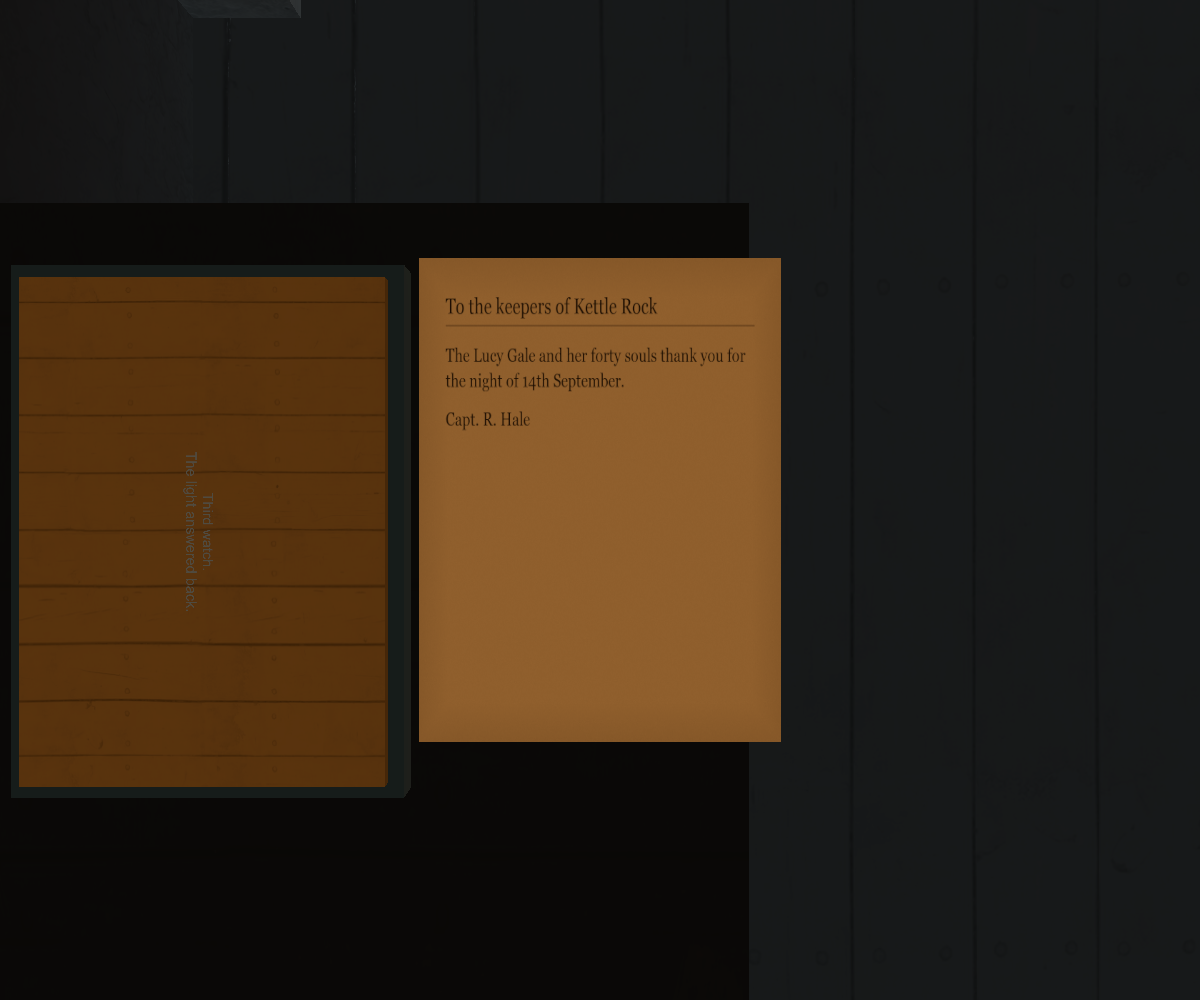 Third watch
The light answered back.
To the keepers of Kettle Rock
The Lucy Gale and her forty souls thank you for
the night of 14th September.
Capt. R. Hale